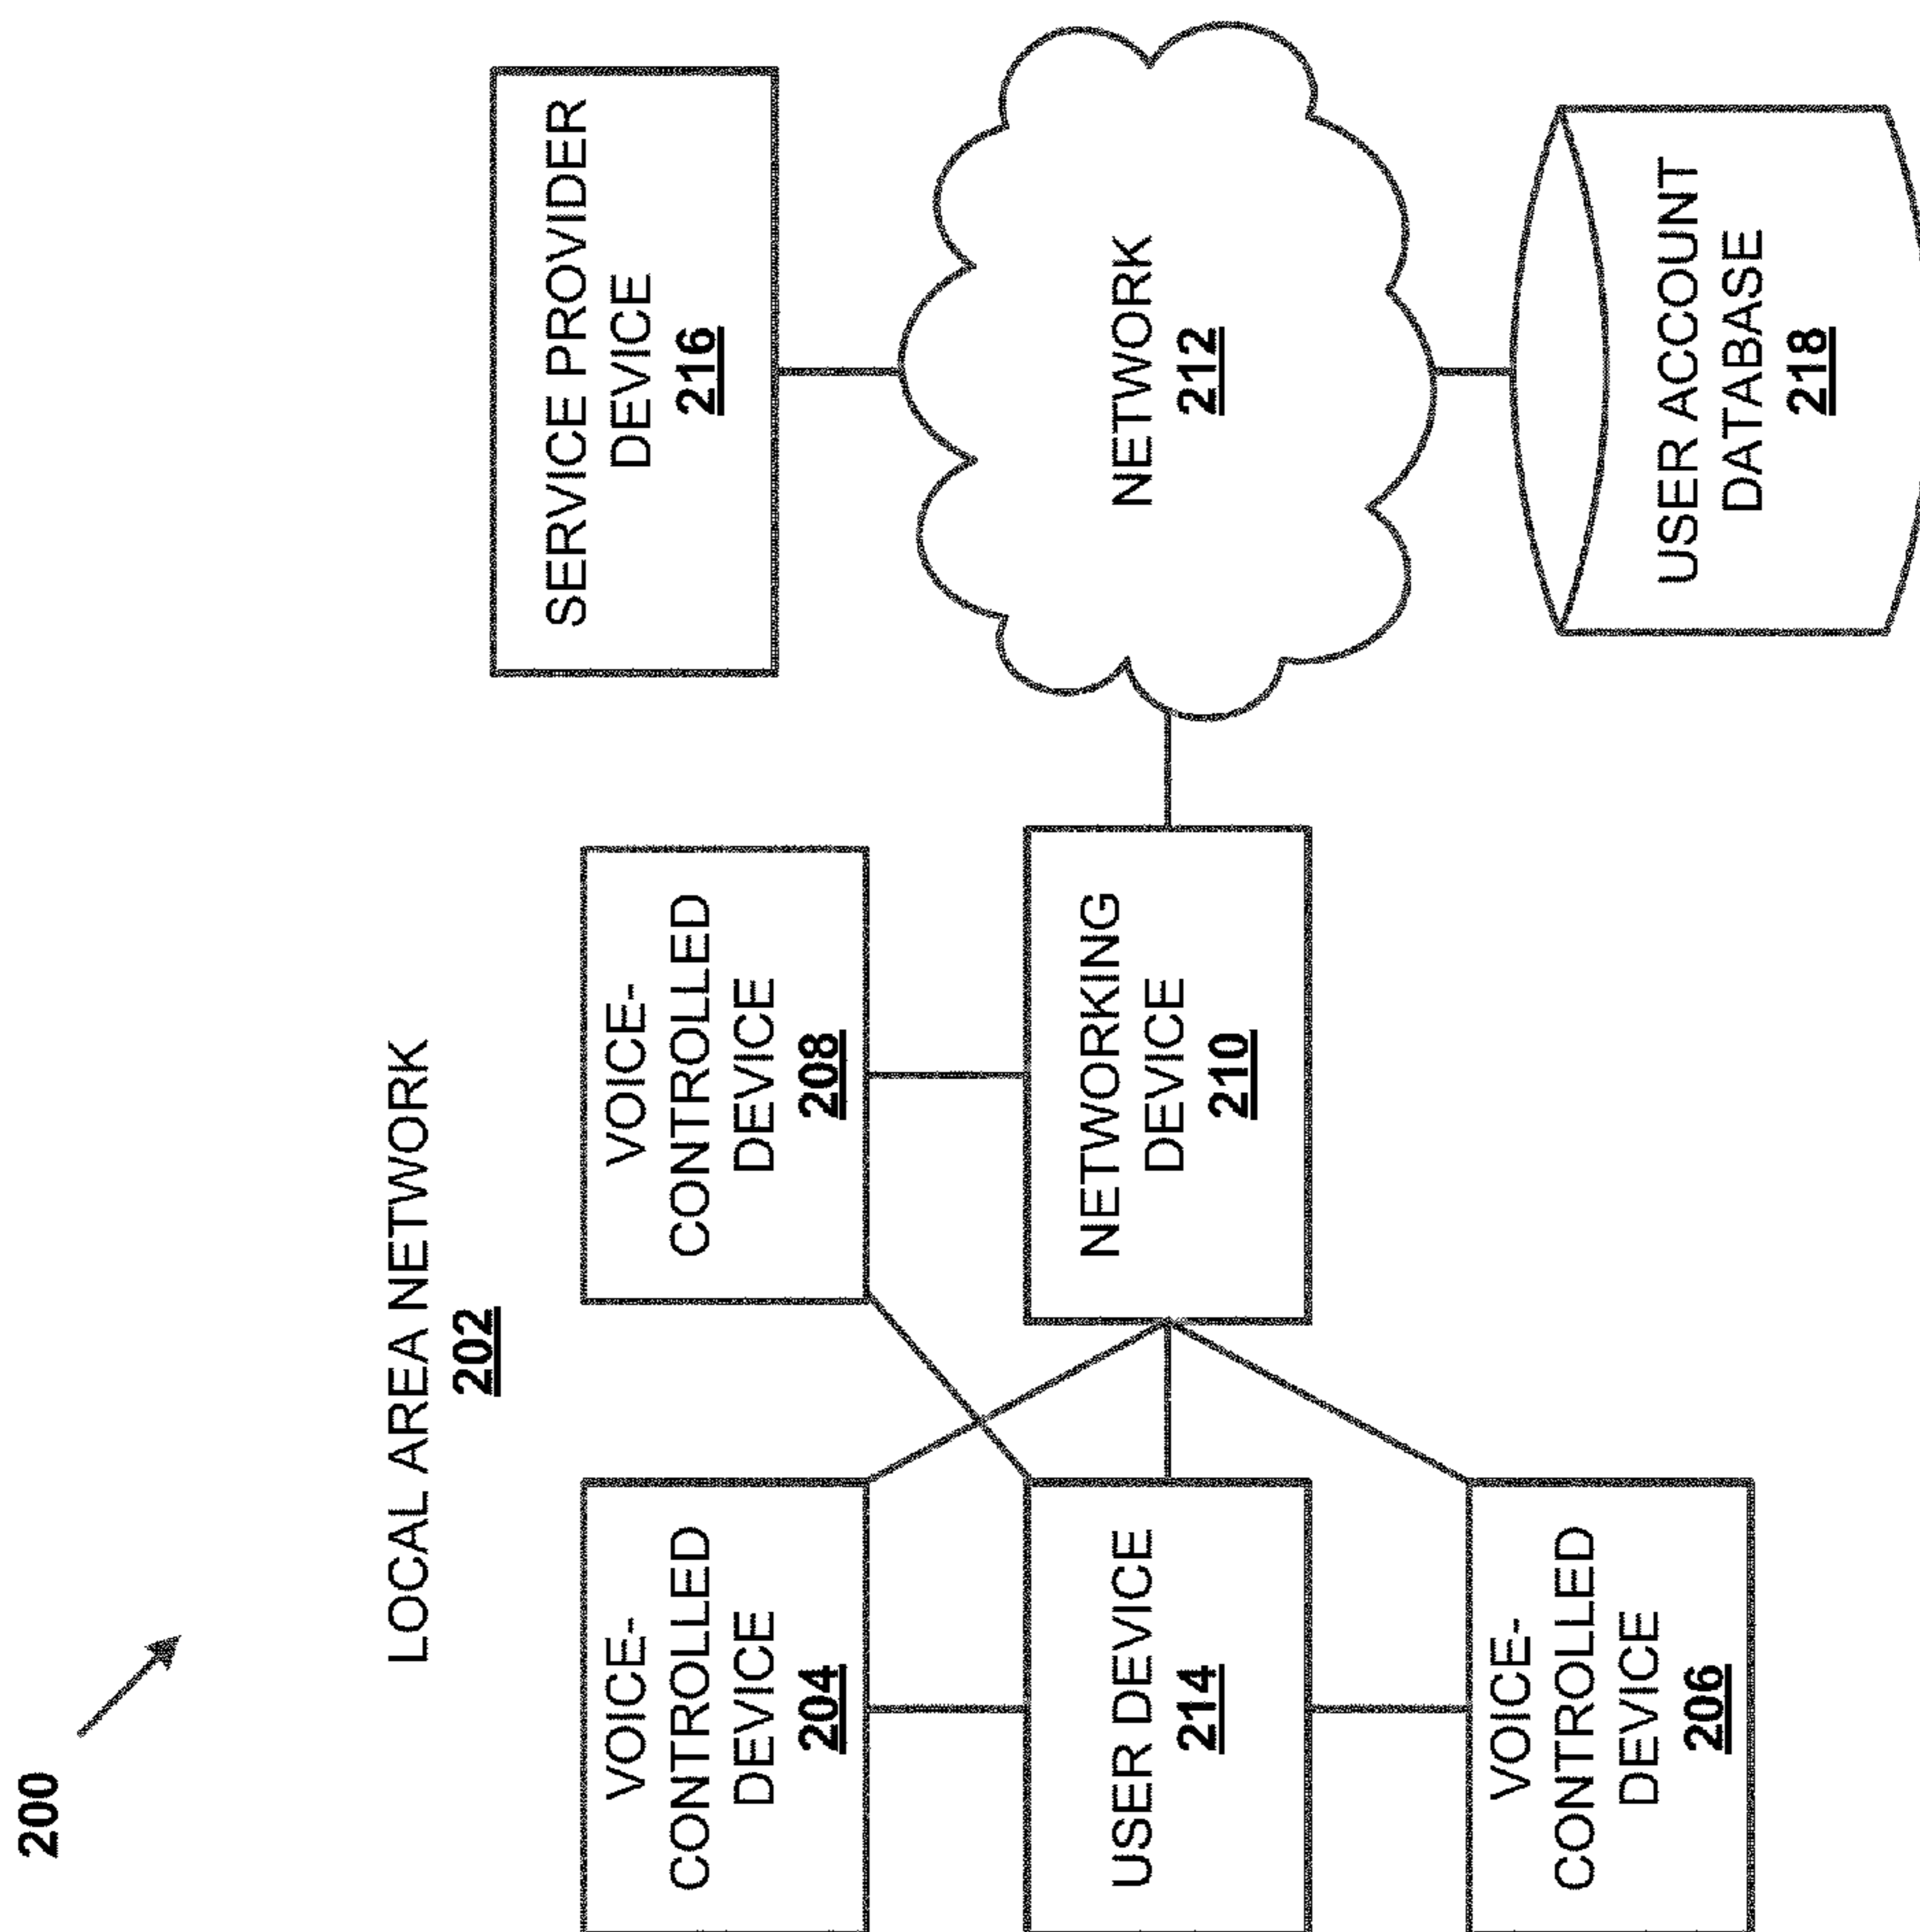 200
LOCAL AREA NETWORK
202
VOICE-
CONTROLLED
DEVICE
204
VOICE-
CONTROLLED
DEVICE
208
SERVICE PROVIDER
DEVICE
216
USER DEVICE
214
NETWORKING
DEVICE
210
NETWORK
212
VOICE-
CONTROLLED
DEVICE
206
USER ACCOUNT
DATABASE
218